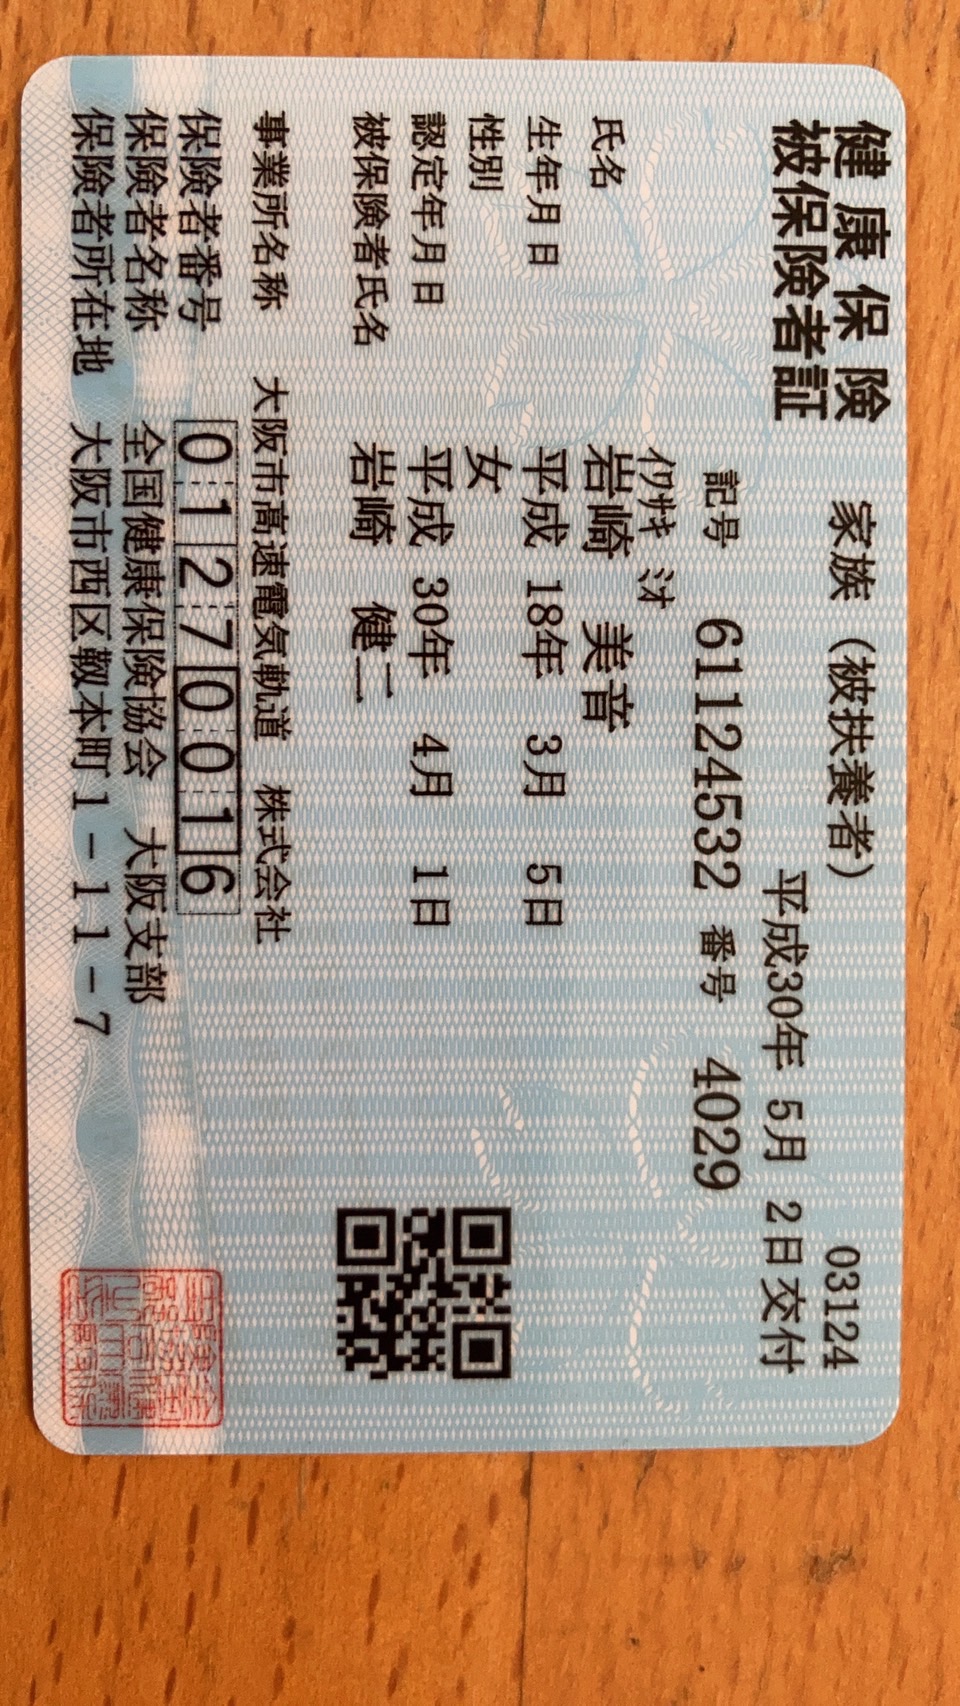 健康保険 家族（被扶養者） 03124
被保険者証 平成30年 5月 2日交付
記号 61124532 番号 4029
ｲﾜｻｷ ﾐｵ
氏名 岩崎 美音
生年月日 平成 18年 3月 5日
性別 女
認定年月日 平成 30年 4月 1日
被保険者氏名 岩崎 健二
事業所名称 大阪市高速電気軌道 株式会社
保険者番号 01270016
保険者名称 全国健康保険協会 大阪支部
保険者所在地 大阪市西区靱本町1-11-7